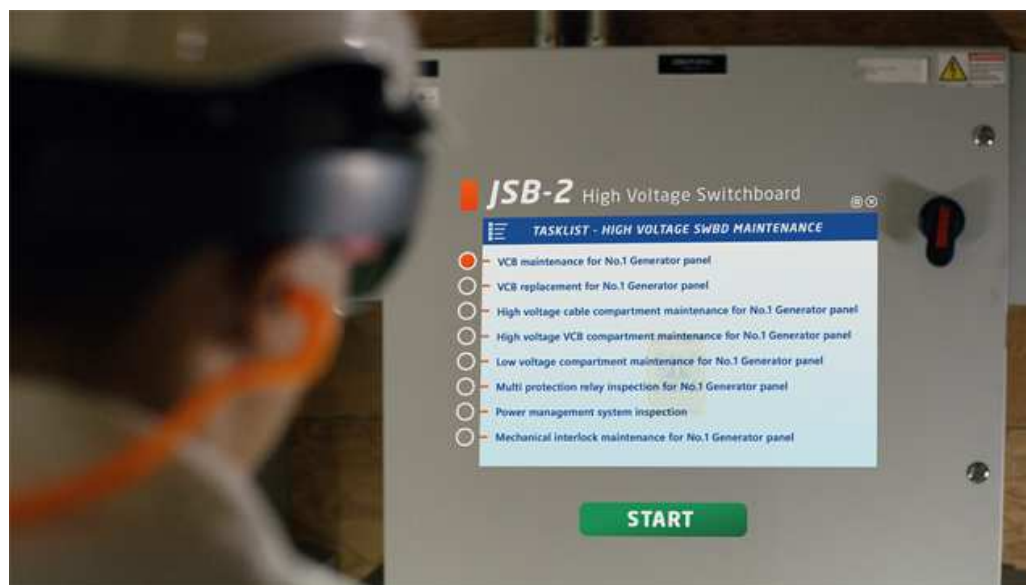 JSB-2 High Voltage Switchboard
TASKLIST - HIGH VOLTAGE SWBD MAINTENANCE
VCB maintenance for No.1 Generator panel
VCB replacement for No.1 Generator panel
High voltage cable compartment maintenance for No.1 Generator panel
High voltage VCB compartment maintenance for No.1 Generator panel
Low voltage compartment maintenance for No.1 Generator panel
Multi protection relay inspection for No.1 Generator panel
Power management system inspection
Mechanical interlock maintenance for No.1 Generator panel
START